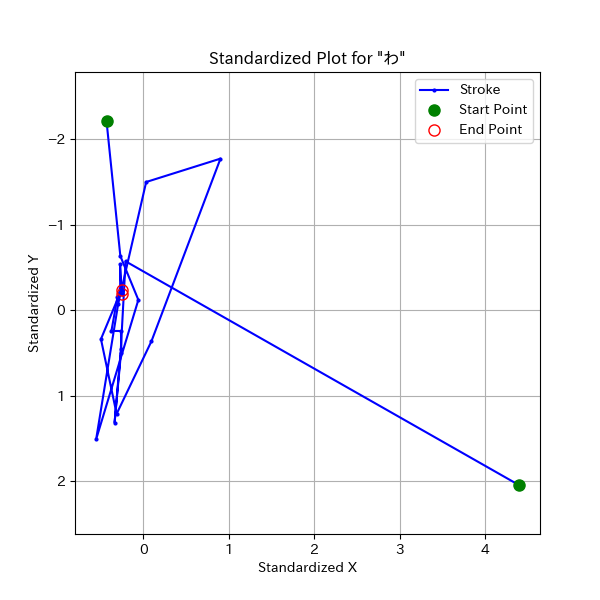 Standardized Plot for "わ"
Stroke
Start Point
End Point
Standardized Y
−2
−1
0
1
2
0 1 2 3 4
Standardized X